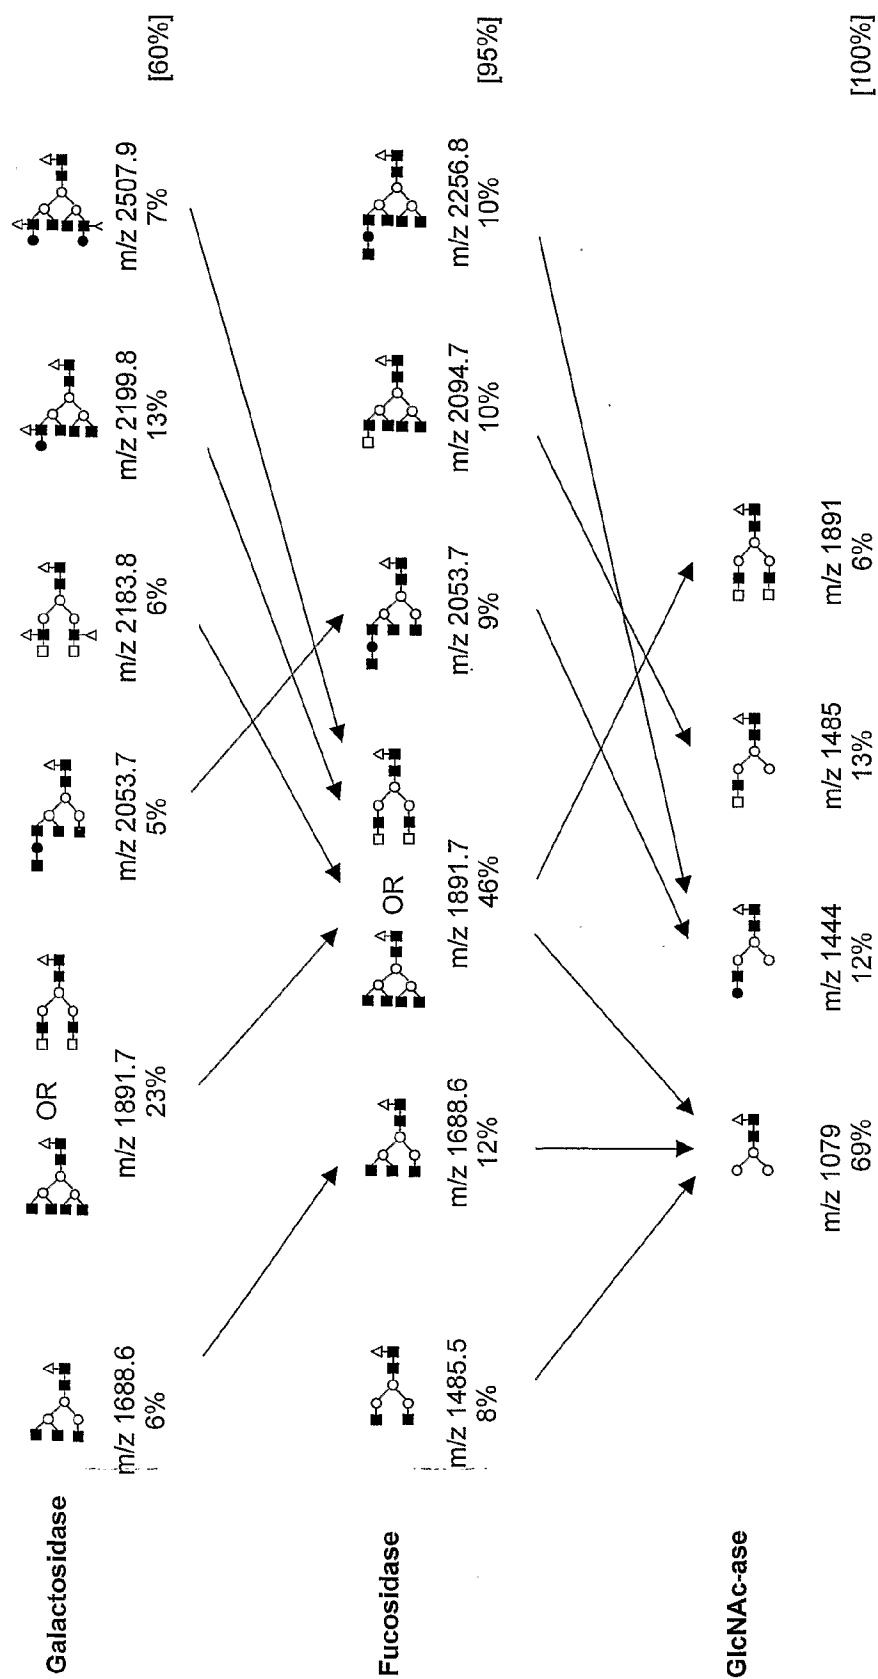 Galactosidase
m/z 1688.6
6%
OR
m/z 1891.7
23%
m/z 2053.7
5%
m/z 2183.8
6%
m/z 2199.8
13%
m/z 2507.9
7%
[60%]
Fucosidase
m/z 1485.5
8%
m/z 1688.6
12%
OR
m/z 1891.7
46%
m/z 2053.7
9%
m/z 2094.7
10%
m/z 2256.8
10%
[95%]
GlcNAc-ase
m/z 1079
69%
m/z 1444
12%
m/z 1485
13%
m/z 1891
6%
[100%]